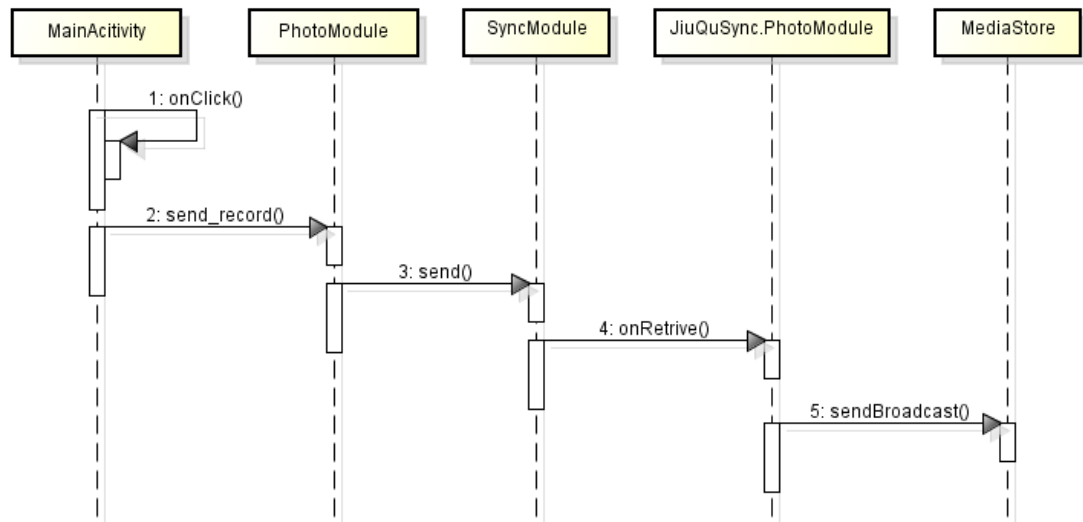 MainAcitivity
PhotoModule
SyncModule
JiuQuSync.PhotoModule
MediaStore
1: onClick()
2: send_record()
3: send()
4: onRetrive()
5: sendBroadcast()